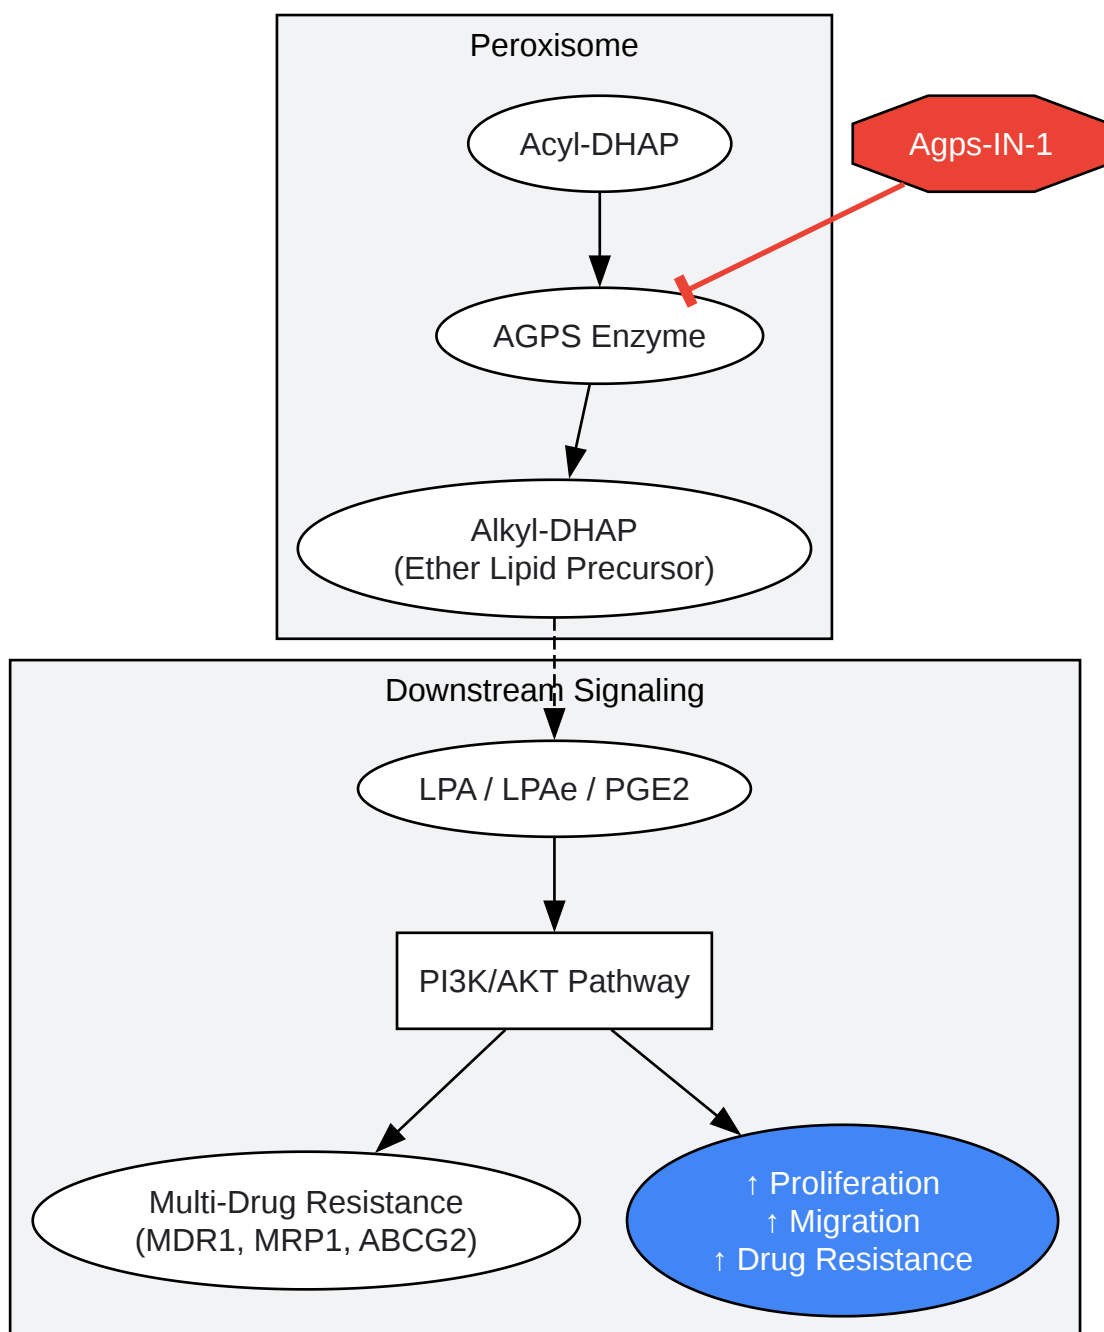 Peroxisome
Acyl-DHAP
Agps-IN-1
AGPS Enzyme
Alkyl-DHAP
(Ether Lipid Precursor)
Downstream Signaling
LPA / LPAe / PGE2
PI3K/AKT Pathway
Multi-Drug Resistance
(MDR1, MRP1, ABCG2)
↑ Proliferation
↑ Migration
↑ Drug Resistance